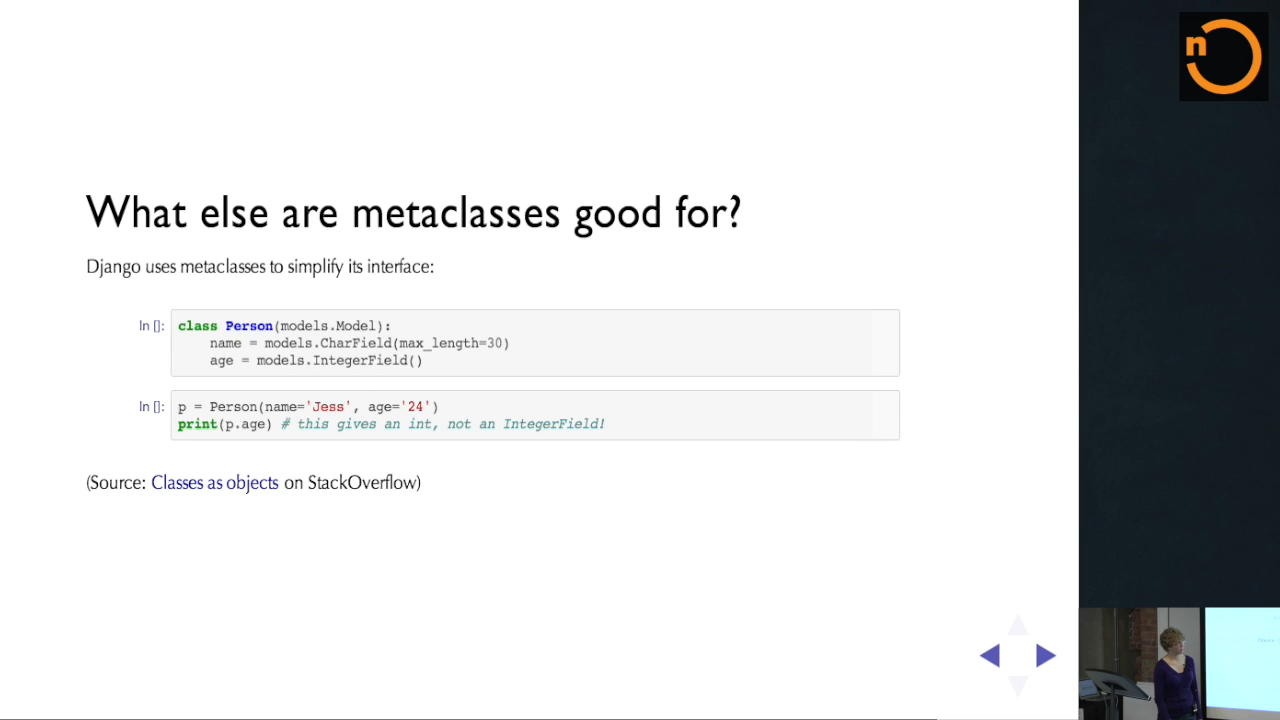 What else are metaclasses good for?
Django uses metaclasses to simplify its interface:
In []:
class Person(models.Model):
    name = models.CharField(max_length=30)
    age = models.IntegerField()
In []:
p = Person(name='Jess', age='24')
print(p.age) # this gives an int, not an IntegerField!
(Source: Classes as objects on StackOverflow)
n